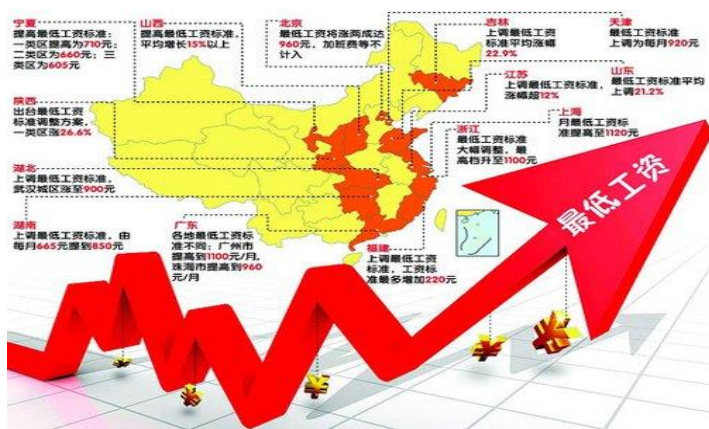 宁夏
提高最低工资标准：
一类区提高为710元；
二类区为660元；三
类区为605元
山西
提高最低工资标准，
平均增长15%以上
北京
最低工资将涨两成达
960元，加班费等不
计入
吉林
上调最低工资
标准平均涨幅
22.9%
天津
最低工资标准
上调为每月920元
江苏
上调最低工资标准，
涨幅超12%
山东
最低工资标准平均
上调21.2%
陕西
出台最低工资
标准调整方案，
一类区涨26.6%
浙江
最低工资标准
大幅调整，最
高档升至1100元
上海
月最低工资标
准提高至1120元
湖北
上调最低工资标准，
武汉城区涨至900元
湖南
上调最低工资标准，由
每月665元提到850元
广东
各地最低工资标
准不同：广州市
提高到1100元/月，
珠海市提高到960
元/月
福建
上调最低工资
标准，工资标
准最多增加220元
最低工资
¥
¥
¥
¥
¥